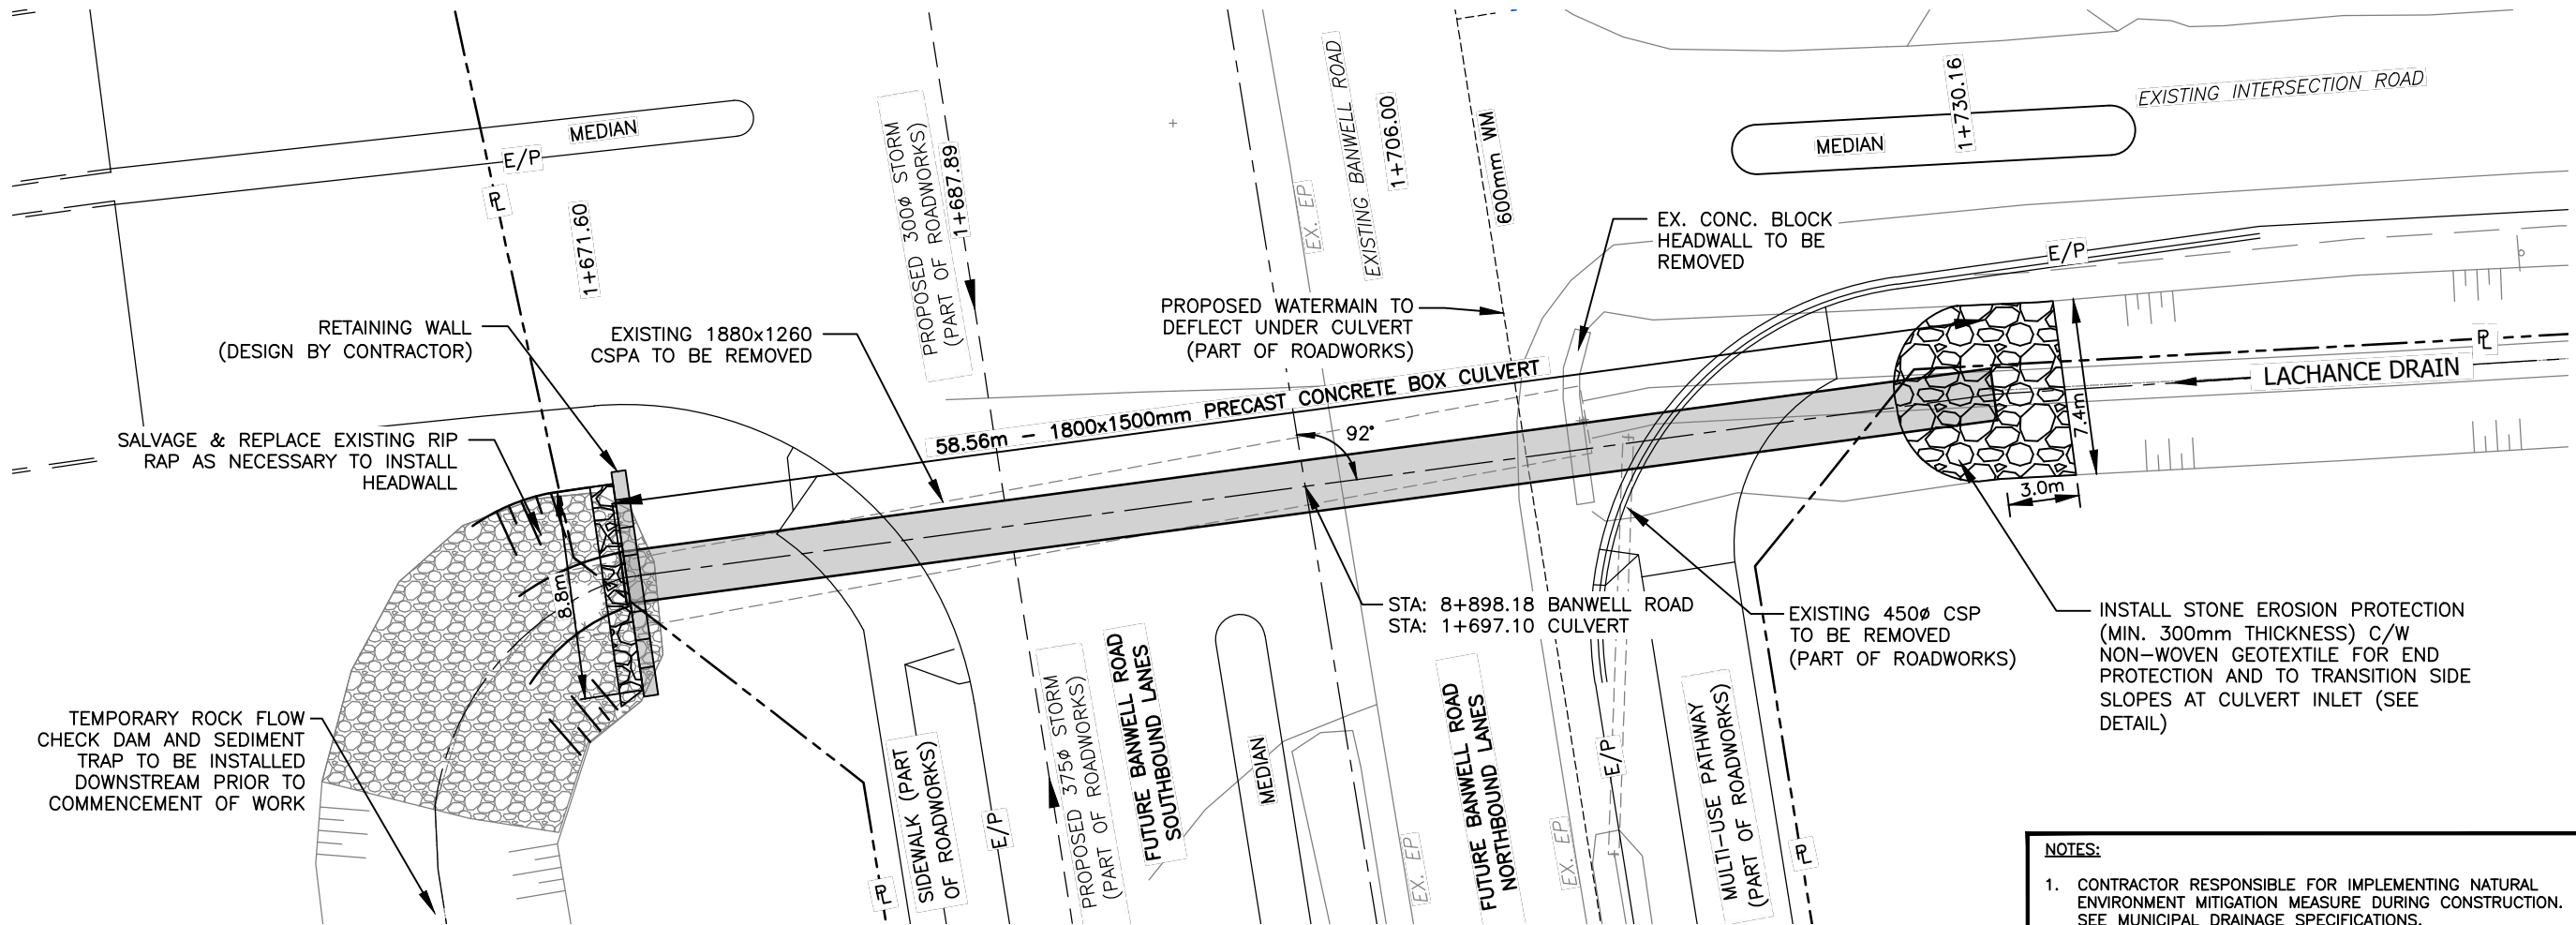 MEDIAN
E/P
PL
1+671.60
PROPOSED 300ø STORM
(PART OF ROADWORKS)
1+687.89
EX. EP
EXISTING BANWELL ROAD
1+706.00
600mm WM
MEDIAN
1+730.16
EXISTING INTERSECTION ROAD
RETAINING WALL
(DESIGN BY CONTRACTOR)
EXISTING 1880x1260
CSPA TO BE REMOVED
PROPOSED WATERMAIN TO
DEFLECT UNDER CULVERT
(PART OF ROADWORKS)
EX. CONC. BLOCK
HEADWALL TO BE
REMOVED
E/P
PL
LACHANCE DRAIN
58.56m – 1800x1500mm PRECAST CONCRETE BOX CULVERT
92°
7.4m
3.0m
SALVAGE & REPLACE EXISTING RIP
RAP AS NECESSARY TO INSTALL
HEADWALL
8.8m
STA: 8+898.18 BANWELL ROAD
STA: 1+697.10 CULVERT
EXISTING 450ø CSP
TO BE REMOVED
(PART OF ROADWORKS)
INSTALL STONE EROSION PROTECTION
(MIN. 300mm THICKNESS) C/W
NON-WOVEN GEOTEXTILE FOR END
PROTECTION AND TO TRANSITION SIDE
SLOPES AT CULVERT INLET (SEE
DETAIL)
TEMPORARY ROCK FLOW
CHECK DAM AND SEDIMENT
TRAP TO BE INSTALLED
DOWNSTREAM PRIOR TO
COMMENCEMENT OF WORK
PL
SIDEWALK (PART
OF ROADWORKS)
E/P
PROPOSED 375ø STORM
(PART OF ROADWORKS)
FUTURE BANWELL ROAD
SOUTHBOUND LANES
MEDIAN
EX. EP
FUTURE BANWELL ROAD
NORTHBOUND LANES
EX. EP
E/P
MULTI-USE PATHWAY
(PART OF ROADWORKS)
PL
NOTES:
1. CONTRACTOR RESPONSIBLE FOR IMPLEMENTING NATURAL
ENVIRONMENT MITIGATION MEASURE DURING CONSTRUCTION.
SEE MUNICIPAL DRAINAGE SPECIFICATIONS.